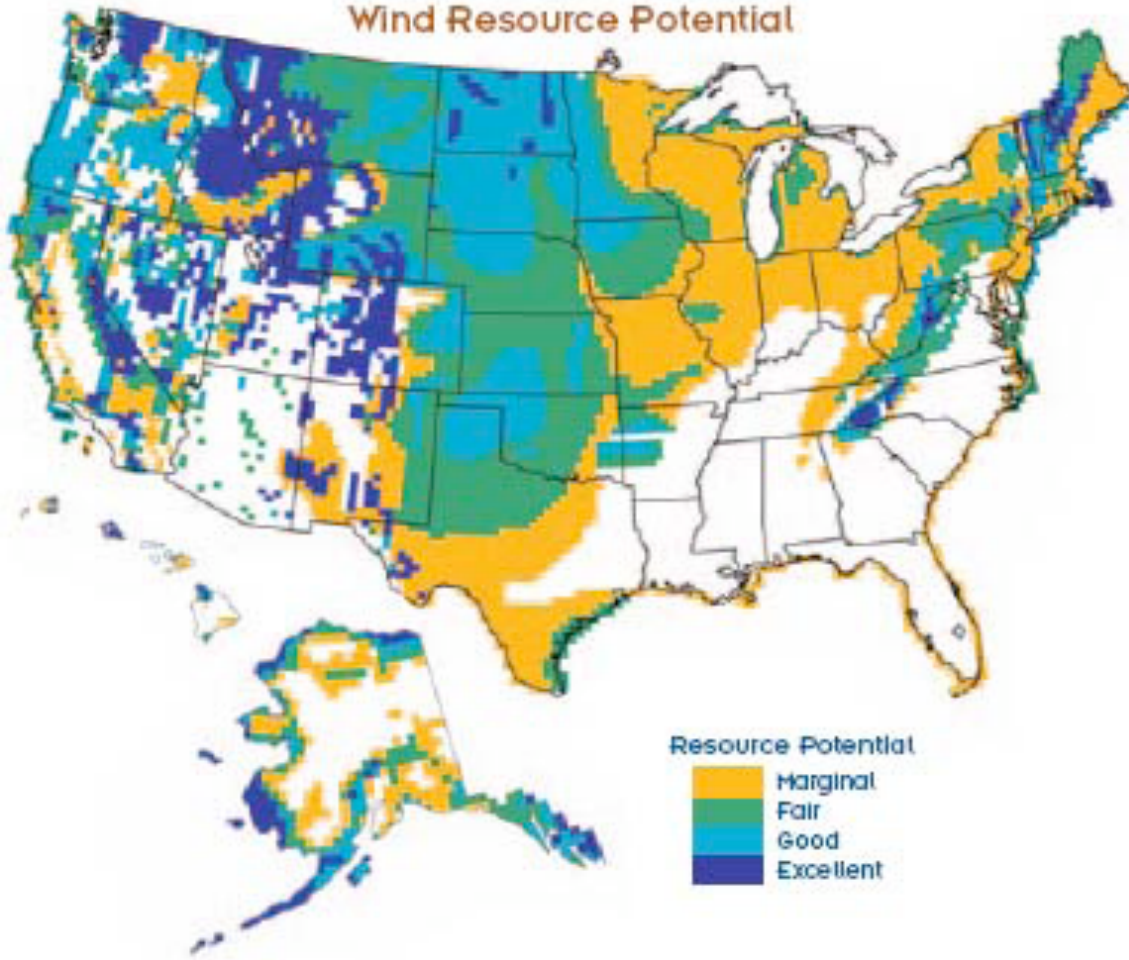 Wind Resource Potential
Resource Potential
Marginal
Fair
Good
Excellent